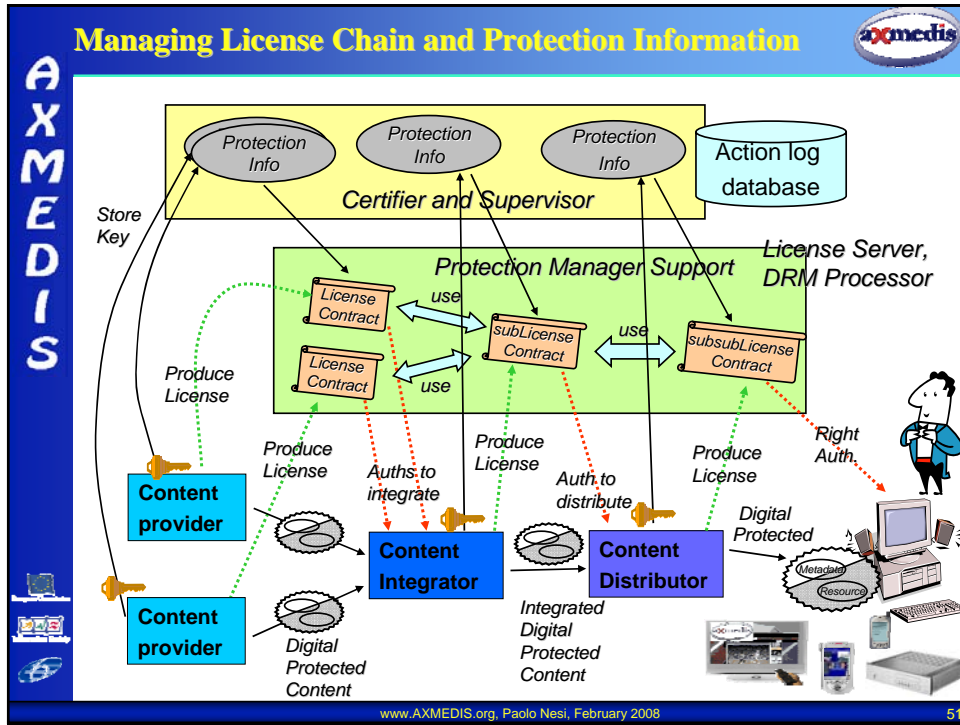 Managing License Chain and Protection Information
axmedis
AXMEDIS
Protection
Info
Protection
Info
Protection
Info
Action log
database
Certifier and Supervisor
Store
Key
License Server,
DRM Processor
Protection Manager Support
License
Contract
use
subLicense
Contract
use
subsubLicense
Contract
License
Contract
use
Produce
License
Produce
License
Auths to
integrate
Produce
License
Auth to
distribute
Produce
License
Right
Auth.
Content
provider
Content
Integrator
Content
Distributor
Digital
Protected
Metadata
Resource
Content
provider
Digital
Protected
Content
Integrated
Digital
Protected
Content
www.AXMEDIS.org, Paolo Nesi, February 2008
51